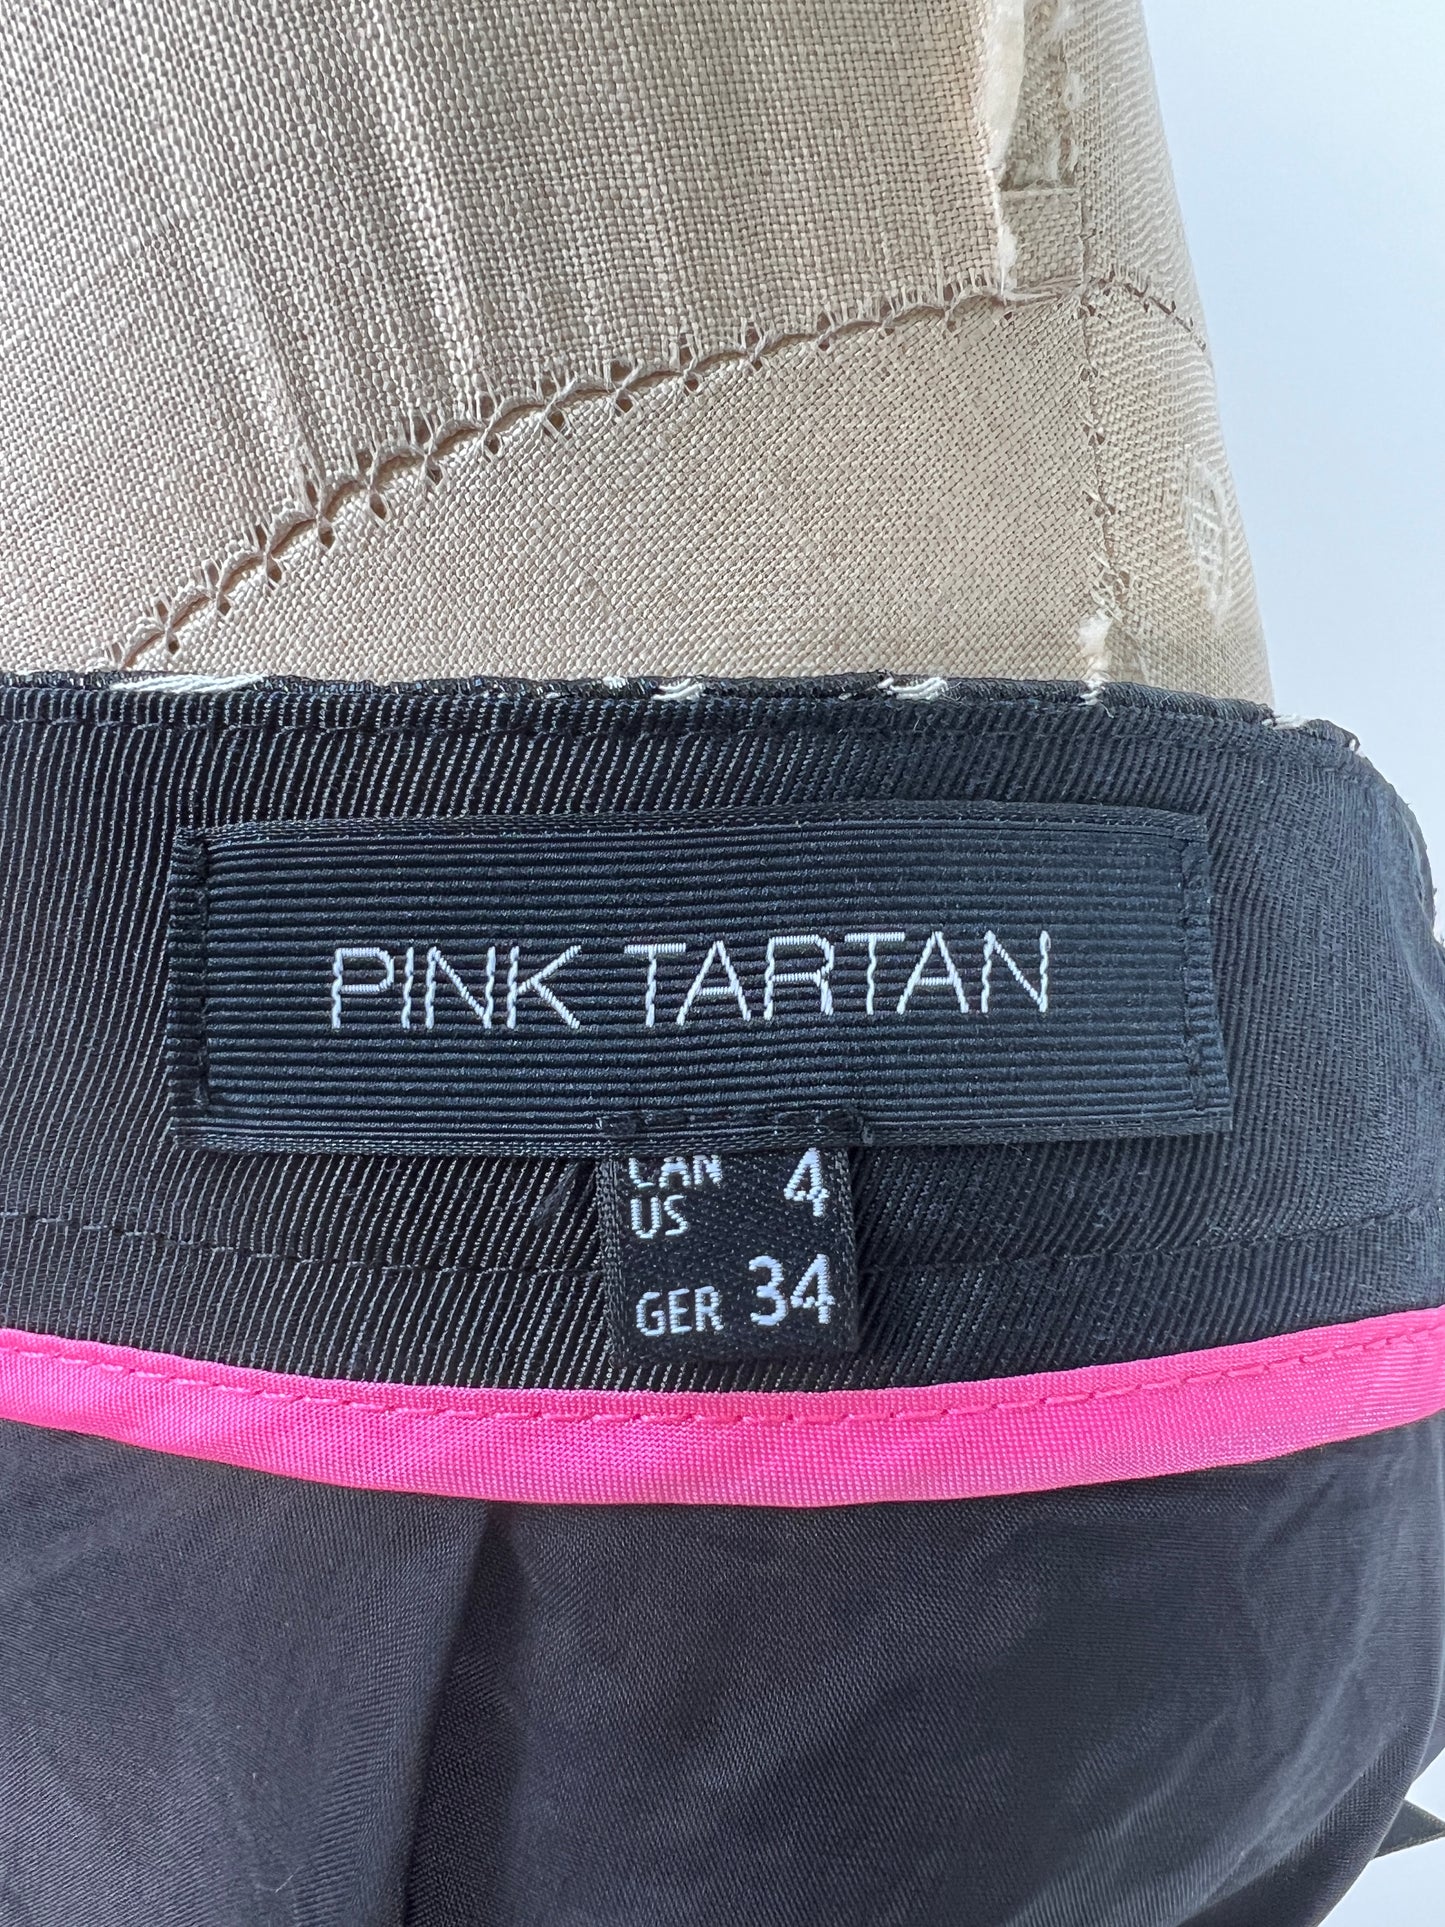 PINK TARTAN
CAN 4
US
GER 34